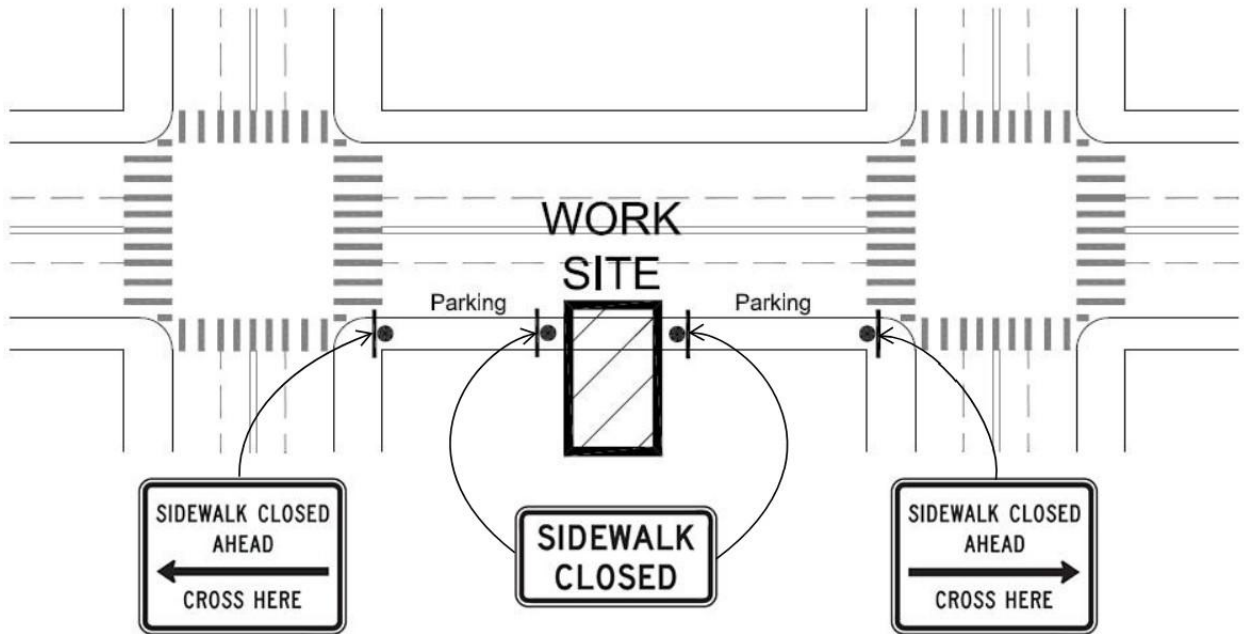 WORK
SITE
Parking
Parking
SIDEWALK CLOSED
AHEAD
CROSS HERE
SIDEWALK
CLOSED
SIDEWALK CLOSED
AHEAD
CROSS HERE